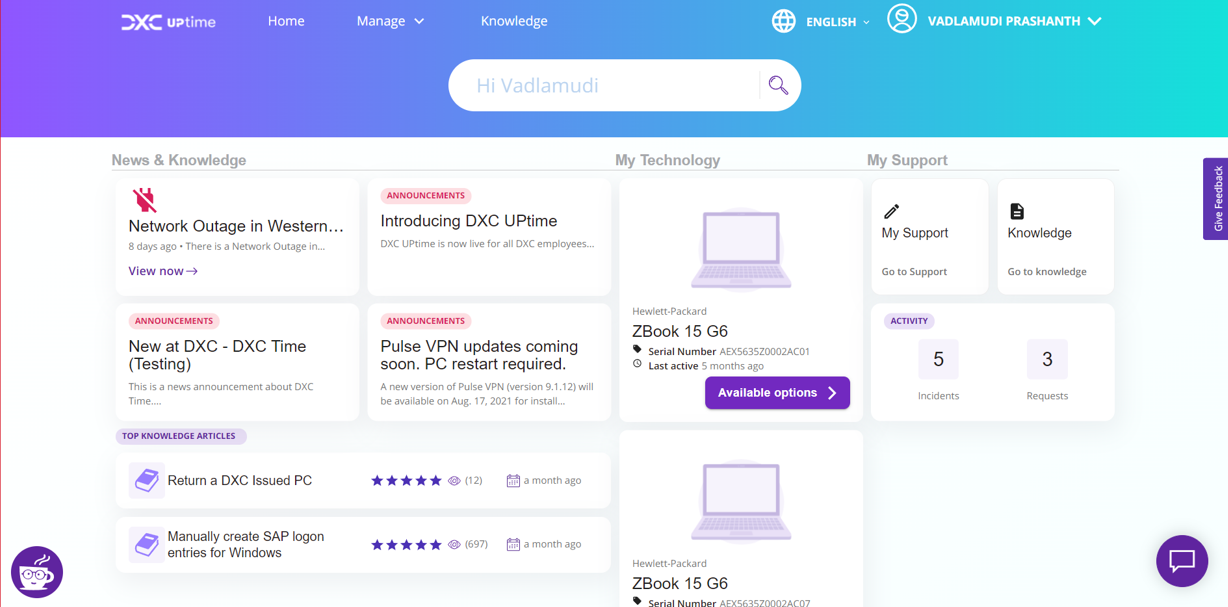 DXC UPtime
Home
Manage
Knowledge
ENGLISH
VADLAMUDI PRASHANTH
Hi Vadlamudi
News & Knowledge
Network Outage in Western...
8 days ago • There is a Network Outage in...
View now
ANNOUNCEMENTS
Introducing DXC UPtime
DXC UPtime is now live for all DXC employees...
ANNOUNCEMENTS
New at DXC - DXC Time
(Testing)
This is a news announcement about DXC
Time....
ANNOUNCEMENTS
Pulse VPN updates coming
soon. PC restart required.
A new version of Pulse VPN (version 9.1.12) will
be available on Aug. 17, 2021 for install...
TOP KNOWLEDGE ARTICLES
Return a DXC Issued PC
(12)
a month ago
Manually create SAP logon
entries for Windows
(697)
a month ago
My Technology
Hewlett-Packard
ZBook 15 G6
Serial Number AEX5635Z0002AC01
Last active 5 months ago
Available options
Hewlett-Packard
ZBook 15 G6
Serial Number AEX5635Z0002AC07
My Support
My Support
Go to Support
Knowledge
Go to knowledge
ACTIVITY
5
Incidents
3
Requests
Give Feedback